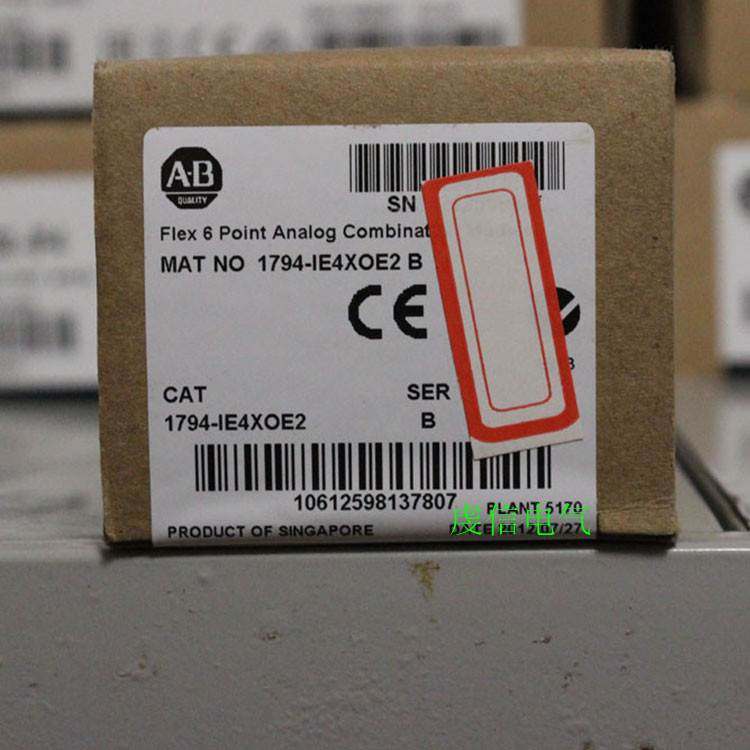 A-B
QUALITY
SN
Flex 6 Point Analog Combinat
MAT NO 1794-IE4XOE2 B
CE
CAT
SER
1794-IE4XOE2
B
10612598137807
PLANT 5170
虔信电气
PRODUCT OF SINGAPORE